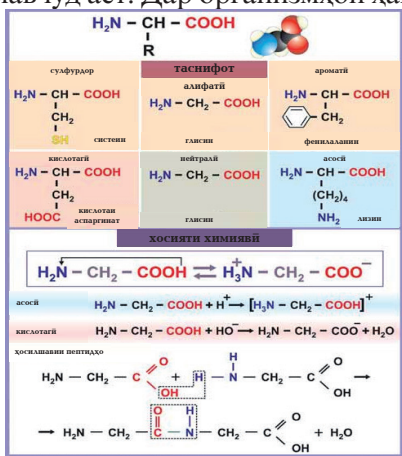 авҷуд аст. Дар организмҳои ҳа
H₂N – CH – COOH
R
таснифот
сулфурдор
H₂N – CH – COOH
CH₂
SH
систеин
алифатӣ
H₂N – CH₂ – COOH
глисин
ароматӣ
H₂N – CH – COOH
CH₂
фенилаланин
кислотагӣ
H₂N – CH – COOH
CH₂
HOOC
кислотаи
аспаргинат
нейтралӣ
H₂N – CH₂ – COOH
глисин
асосӣ
H₂N – CH – COOH
(CH₂)₄
NH₂
лизин
хосияти химиявӣ
H₂N – CH₂ – COOH ⇌ H₃N⁺ – CH₂ – COO⁻
асосӣ
H₂N – CH₂ – COOH + H⁺ → [H₃N – CH₂ – COOH]⁺
кислотагӣ
H₂N – CH₂ – COOH + HO⁻ → H₂N – CH₂ – COO⁻ + H₂O
ҳосилшавии пептидҳо
H₂N – CH₂ – C O OH + H – N H – CH₂ – C O OH →
→ H₂N – CH₂ – C O – N H – CH₂ – C O OH + H₂O